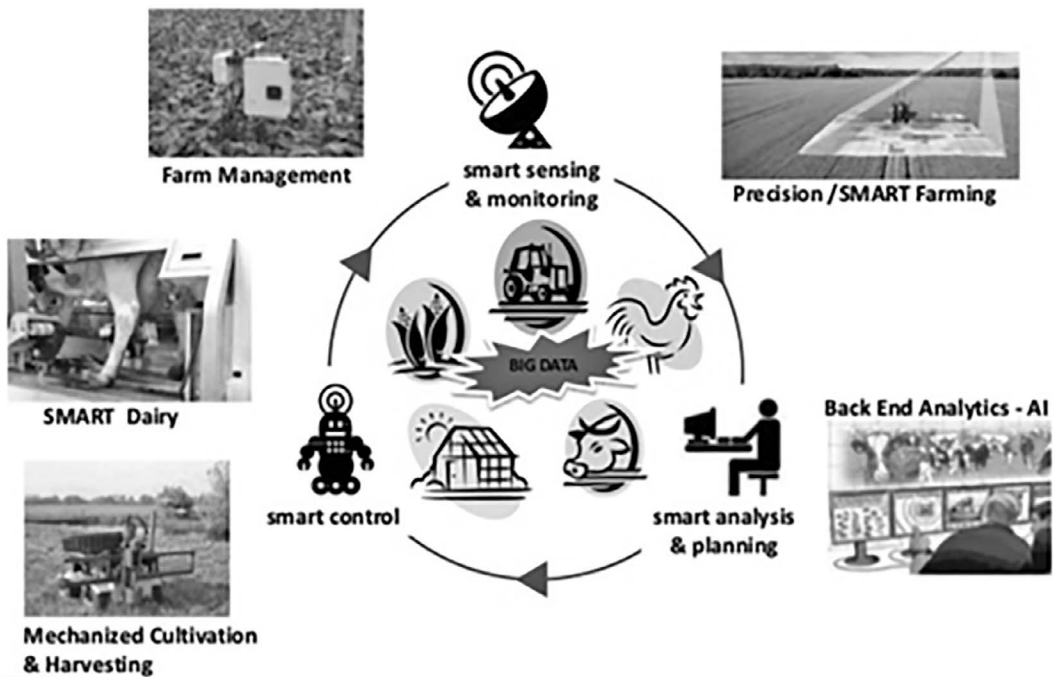 Farm Management
smart sensing
& monitoring
Precision /SMART Farming
BIG DATA
SMART  Dairy
Back End Analytics - AI
smart control
smart analysis
& planning
Mechanized Cultivation
& Harvesting